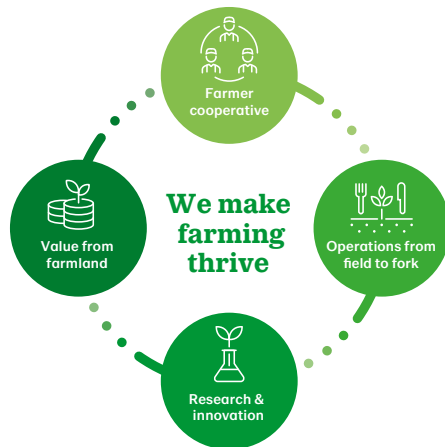 Farmer
cooperative
Value from
farmland
We make
farming
thrive
Operations from
field to fork
Research &
innovation